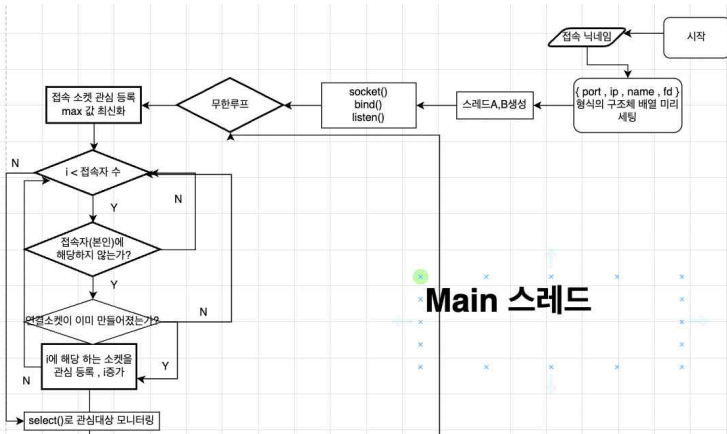 시작
접속 닉네임
{ port , ip , name , fd }
형식의 구조체 배열 미리
세팅
스레드A,B생성
socket()
bind()
listen()
무한루프
접속 소켓 관심 등록
max 값 최신화
N
i < 접속자 수
N
Y
접속자(본인)에
해당하지 않는가?
Y
연결소켓이 이미 만들어졌는가?
N
i에 해당 하는 소켓을
관심 등록 , i증가
Y
N
select()로 관심대상 모니터링
Main 스레드